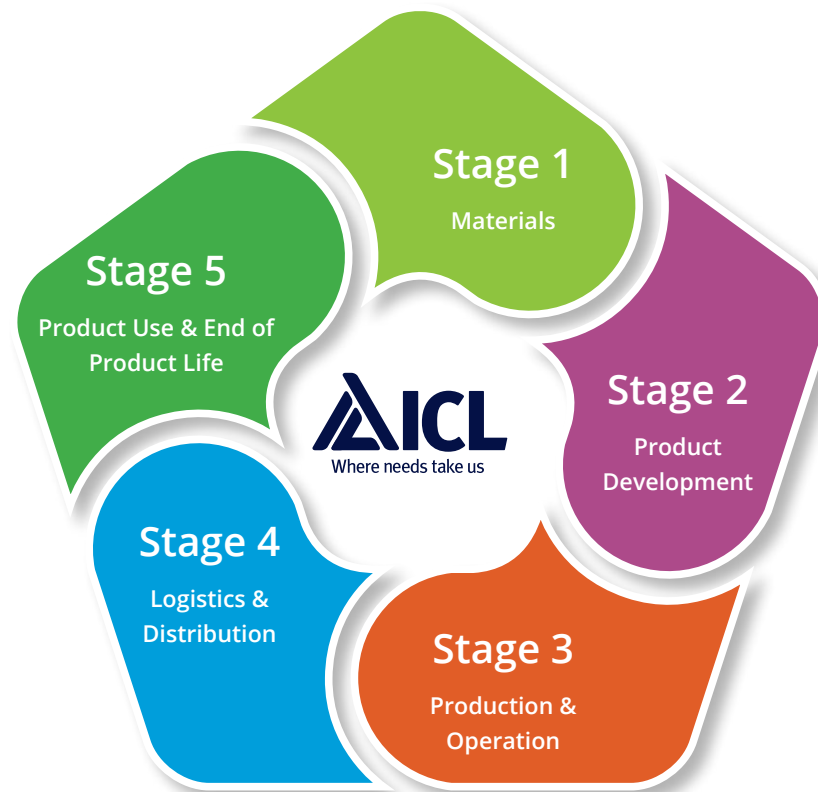 Stage 1
Materials
Stage 2
Product
Development
Stage 3
Production &
Operation
Stage 4
Logistics &
Distribution
Stage 5
Product Use & End of
Product Life
ICL
Where needs take us